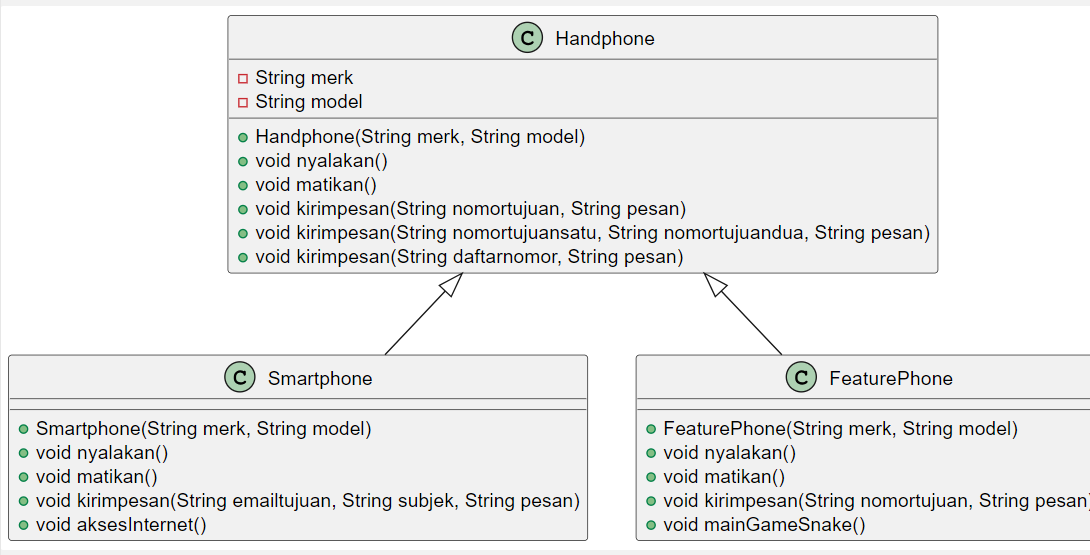 C Handphone
String merk
String model
Handphone(String merk, String model)
void nyalakan()
void matikan()
void kirimpesan(String nomortujuan, String pesan)
void kirimpesan(String nomortujuansatu, String nomortujuandua, String pesan)
void kirimpesan(String daftarnomor, String pesan)
C Smartphone
Smartphone(String merk, String model)
void nyalakan()
void matikan()
void kirimpesan(String emailtujuan, String subjek, String pesan)
void aksesInternet()
C FeaturePhone
FeaturePhone(String merk, String model)
void nyalakan()
void matikan()
void kirimpesan(String nomortujuan, String pesan)
void mainGameSnake()